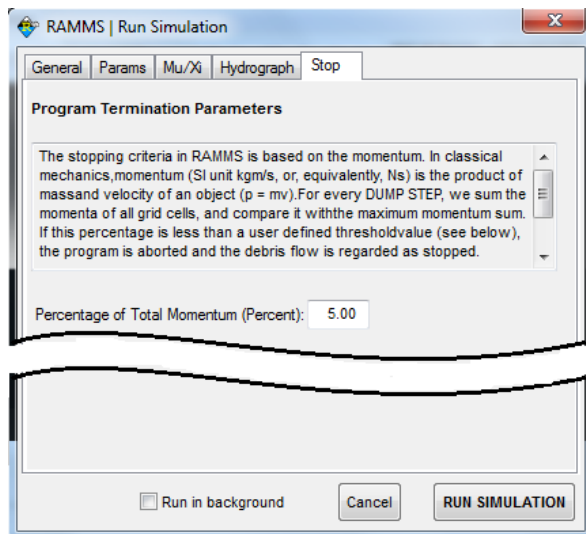 RAMMS | Run Simulation
General Params Mu/Xi Hydrograph Stop
Program Termination Parameters
The stopping criteria in RAMMS is based on the momentum. In classical
mechanics,momentum (SI unit kgm/s, or, equivalently, Ns) is the product of
massand velocity of an object (p = mv).For every DUMP STEP, we sum the
momenta of all grid cells, and compare it withthe maximum momentum sum.
If this percentage is less than a user defined thresholdvalue (see below),
the program is aborted and the debris flow is regarded as stopped.
Percentage of Total Momentum (Percent): 5.00
Run in background Cancel RUN SIMULATION